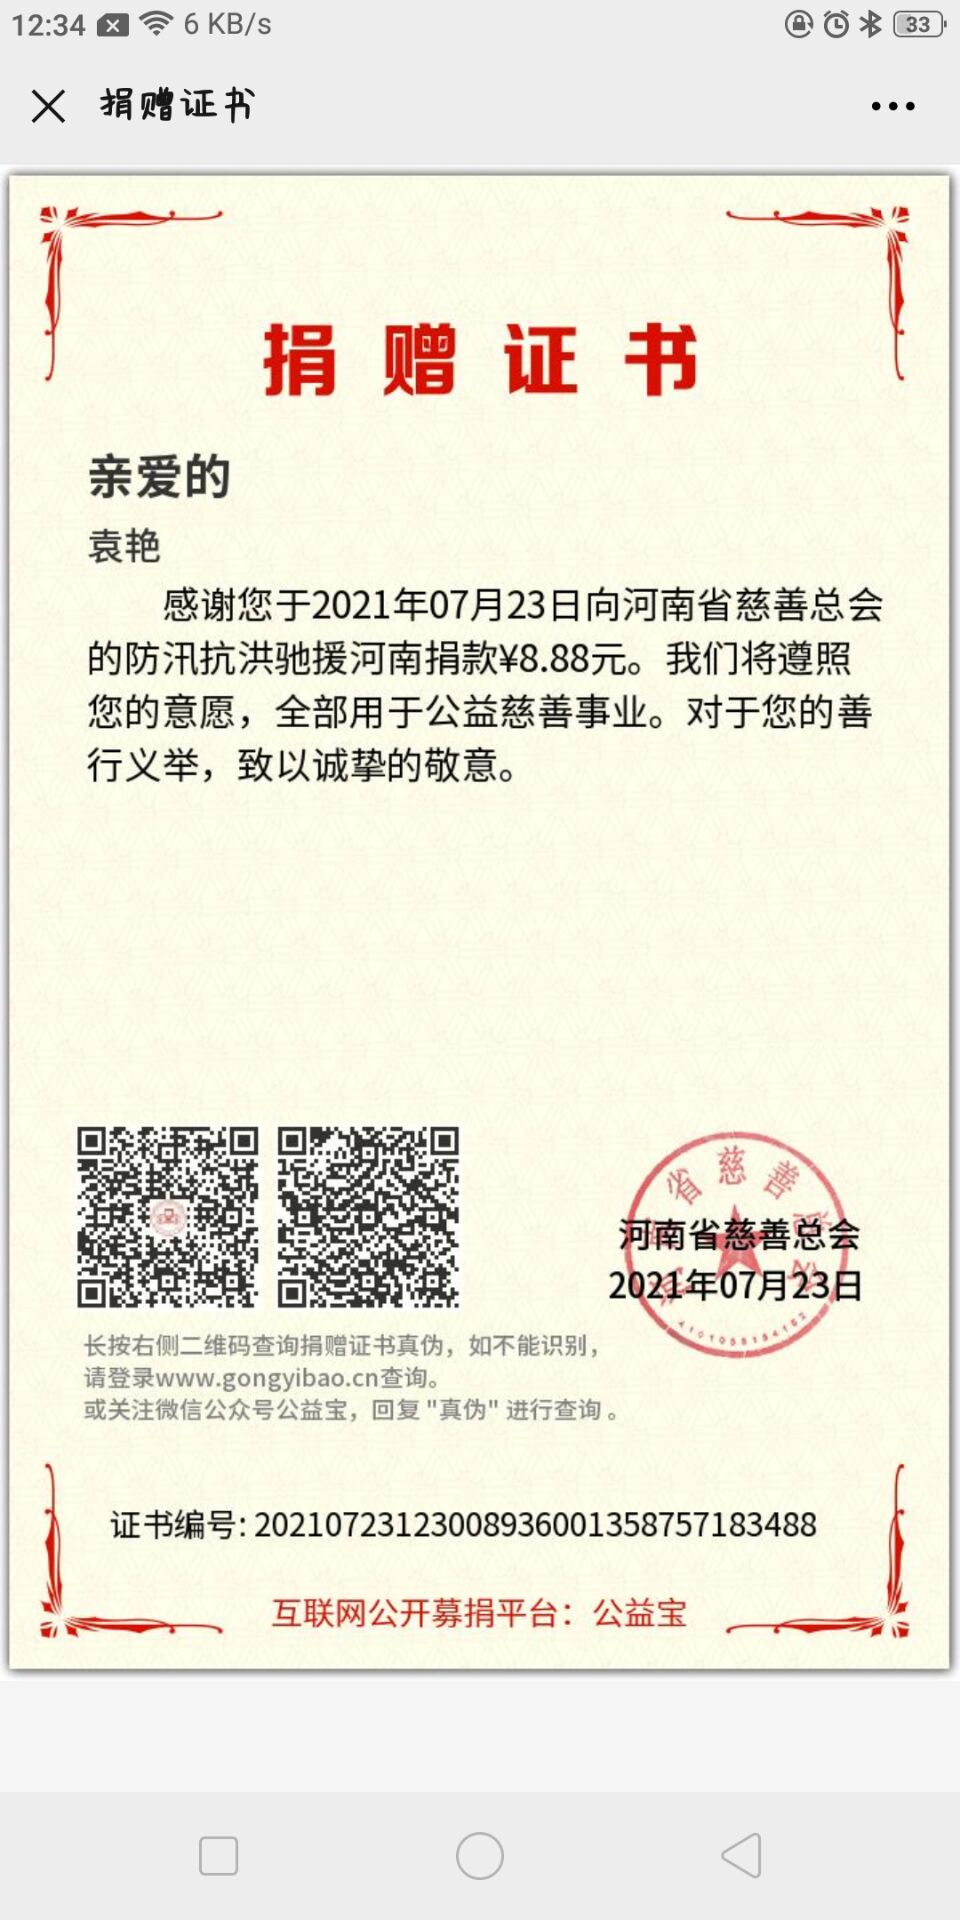 12:34 6 KB/s 33
捐赠证书
捐赠证书
亲爱的
袁艳
感谢您于2021年07月23日向河南省慈善总会
的防汛抗洪驰援河南捐款¥8.88元。我们将遵照
您的意愿，全部用于公益慈善事业。对于您的善
行义举，致以诚挚的敬意。
河南省慈善总会
河南省慈善总会
2021年07月23日
长按右侧二维码查询捐赠证书真伪，如不能识别，
请登录www.gongyibao.cn查询。
或关注微信公众号公益宝，回复 "真伪" 进行查询 。
证书编号: 20210723123008936001358757183488
互联网公开募捐平台：公益宝